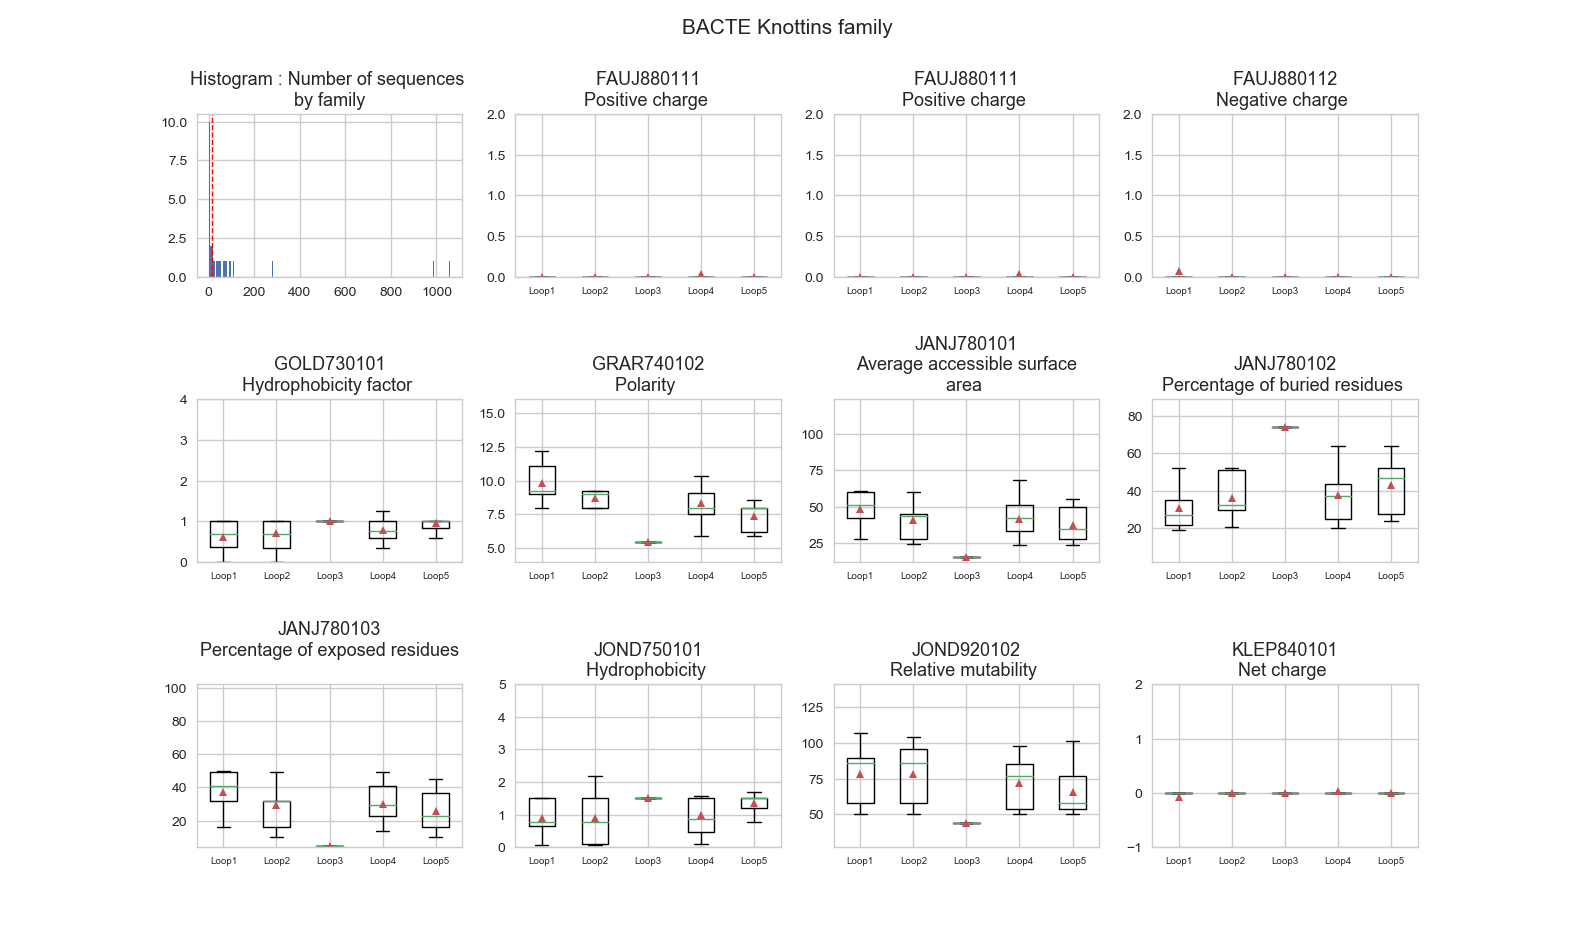 BACTE Knottins family
Histogram : Number of sequences
by family
10.0
7.5
5.0
2.5
0.0
0 200 400 600 800 1000
FAUJ880111
Positive charge
2.0
1.5
1.0
0.5
0.0
Loop1 Loop2 Loop3 Loop4 Loop5
FAUJ880111
Positive charge
2.0
1.5
1.0
0.5
0.0
Loop1 Loop2 Loop3 Loop4 Loop5
FAUJ880112
Negative charge
2.0
1.5
1.0
0.5
0.0
Loop1 Loop2 Loop3 Loop4 Loop5
GOLD730101
Hydrophobicity factor
4
3
2
1
0
Loop1 Loop2 Loop3 Loop4 Loop5
GRAR740102
Polarity
15.0
12.5
10.0
7.5
5.0
Loop1 Loop2 Loop3 Loop4 Loop5
JANJ780101
Average accessible surface
area
100
75
50
25
Loop1 Loop2 Loop3 Loop4 Loop5
JANJ780102
Percentage of buried residues
80
60
40
20
Loop1 Loop2 Loop3 Loop4 Loop5
JANJ780103
Percentage of exposed residues
100
80
60
40
20
Loop1 Loop2 Loop3 Loop4 Loop5
JOND750101
Hydrophobicity
5
4
3
2
1
0
Loop1 Loop2 Loop3 Loop4 Loop5
JOND920102
Relative mutability
125
100
75
50
Loop1 Loop2 Loop3 Loop4 Loop5
KLEP840101
Net charge
2
1
0
−1
Loop1 Loop2 Loop3 Loop4 Loop5